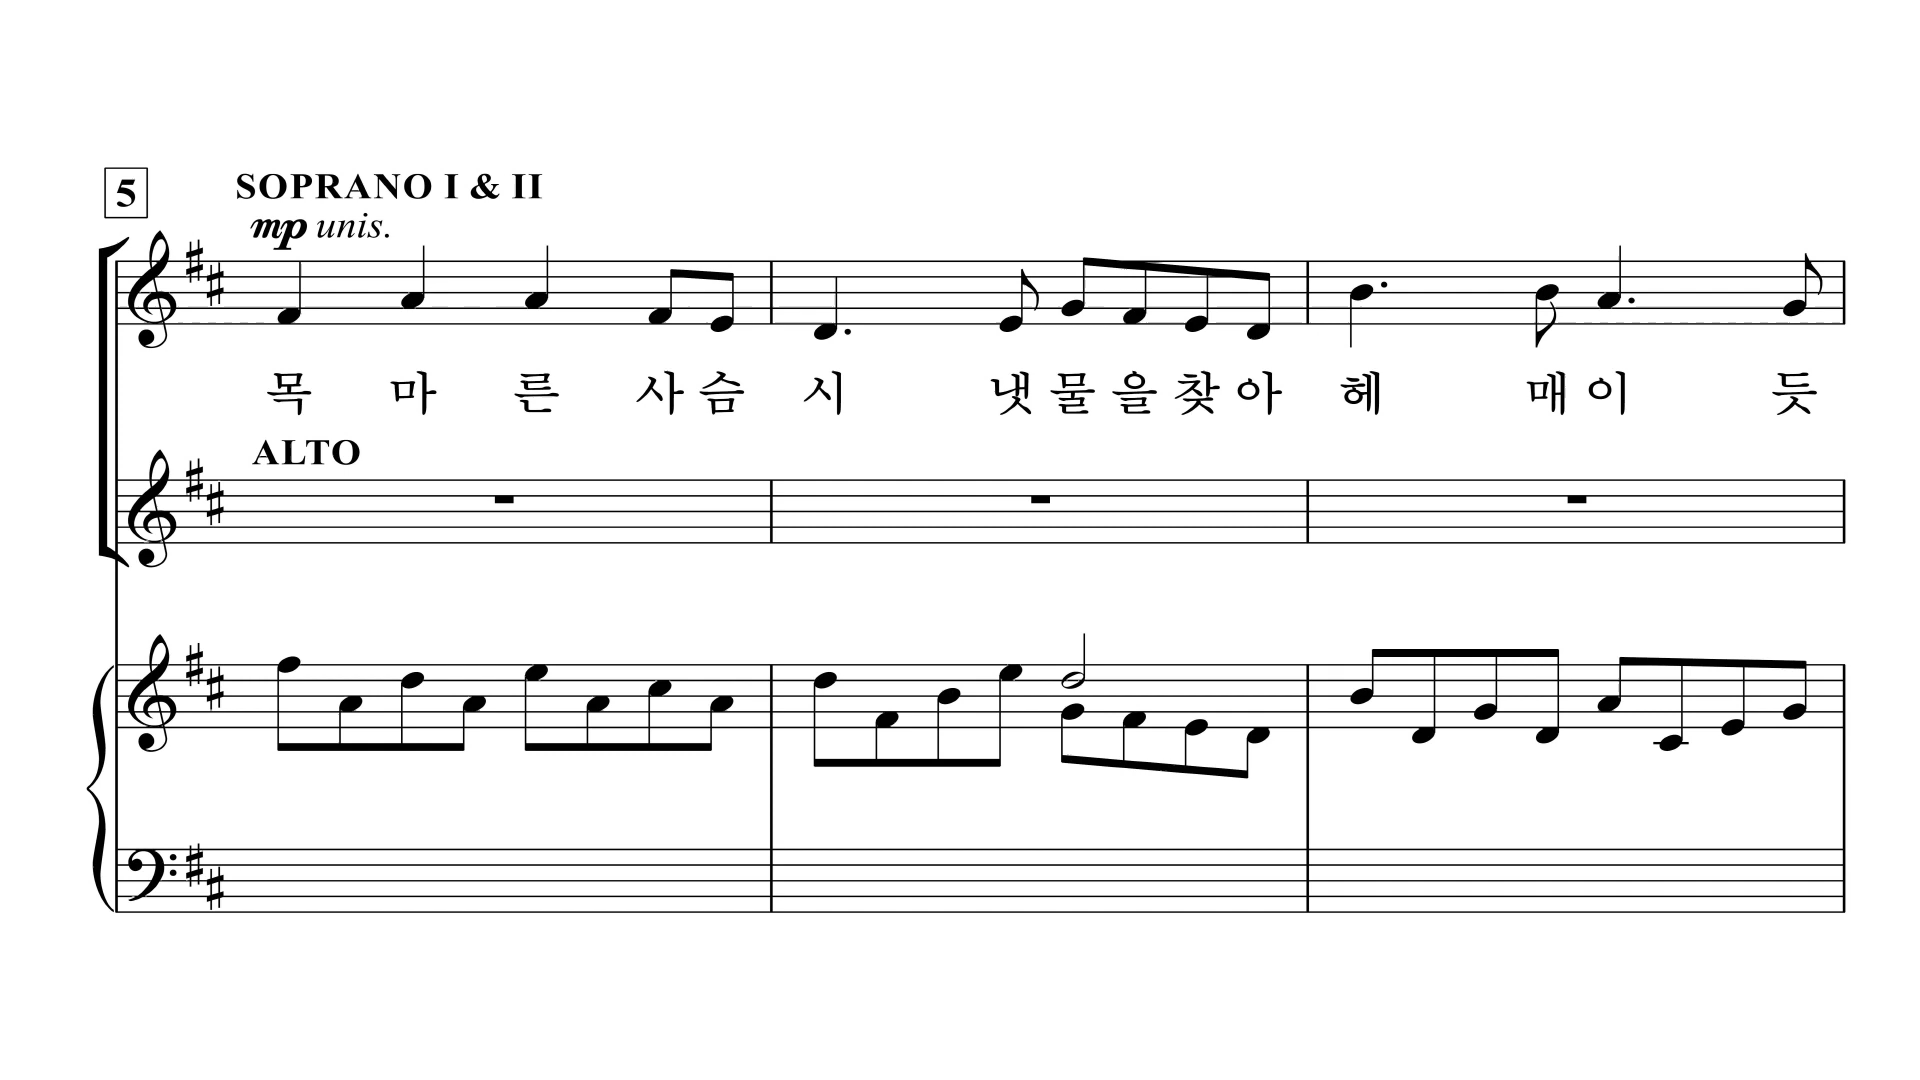 5
SOPRANO I & II
mp unis.
목 마 른 사 슴 시 냇 물 을 찾 아 헤 매 이 듯
ALTO